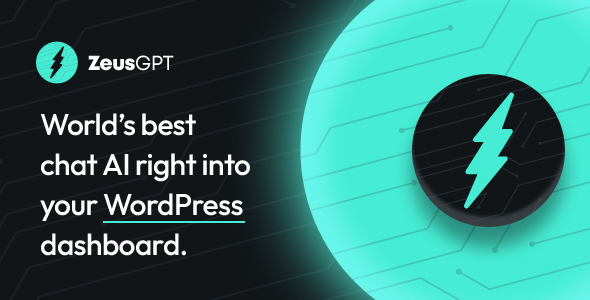 ZeusGPT
World’s best
chat AI right into
your WordPress
dashboard.